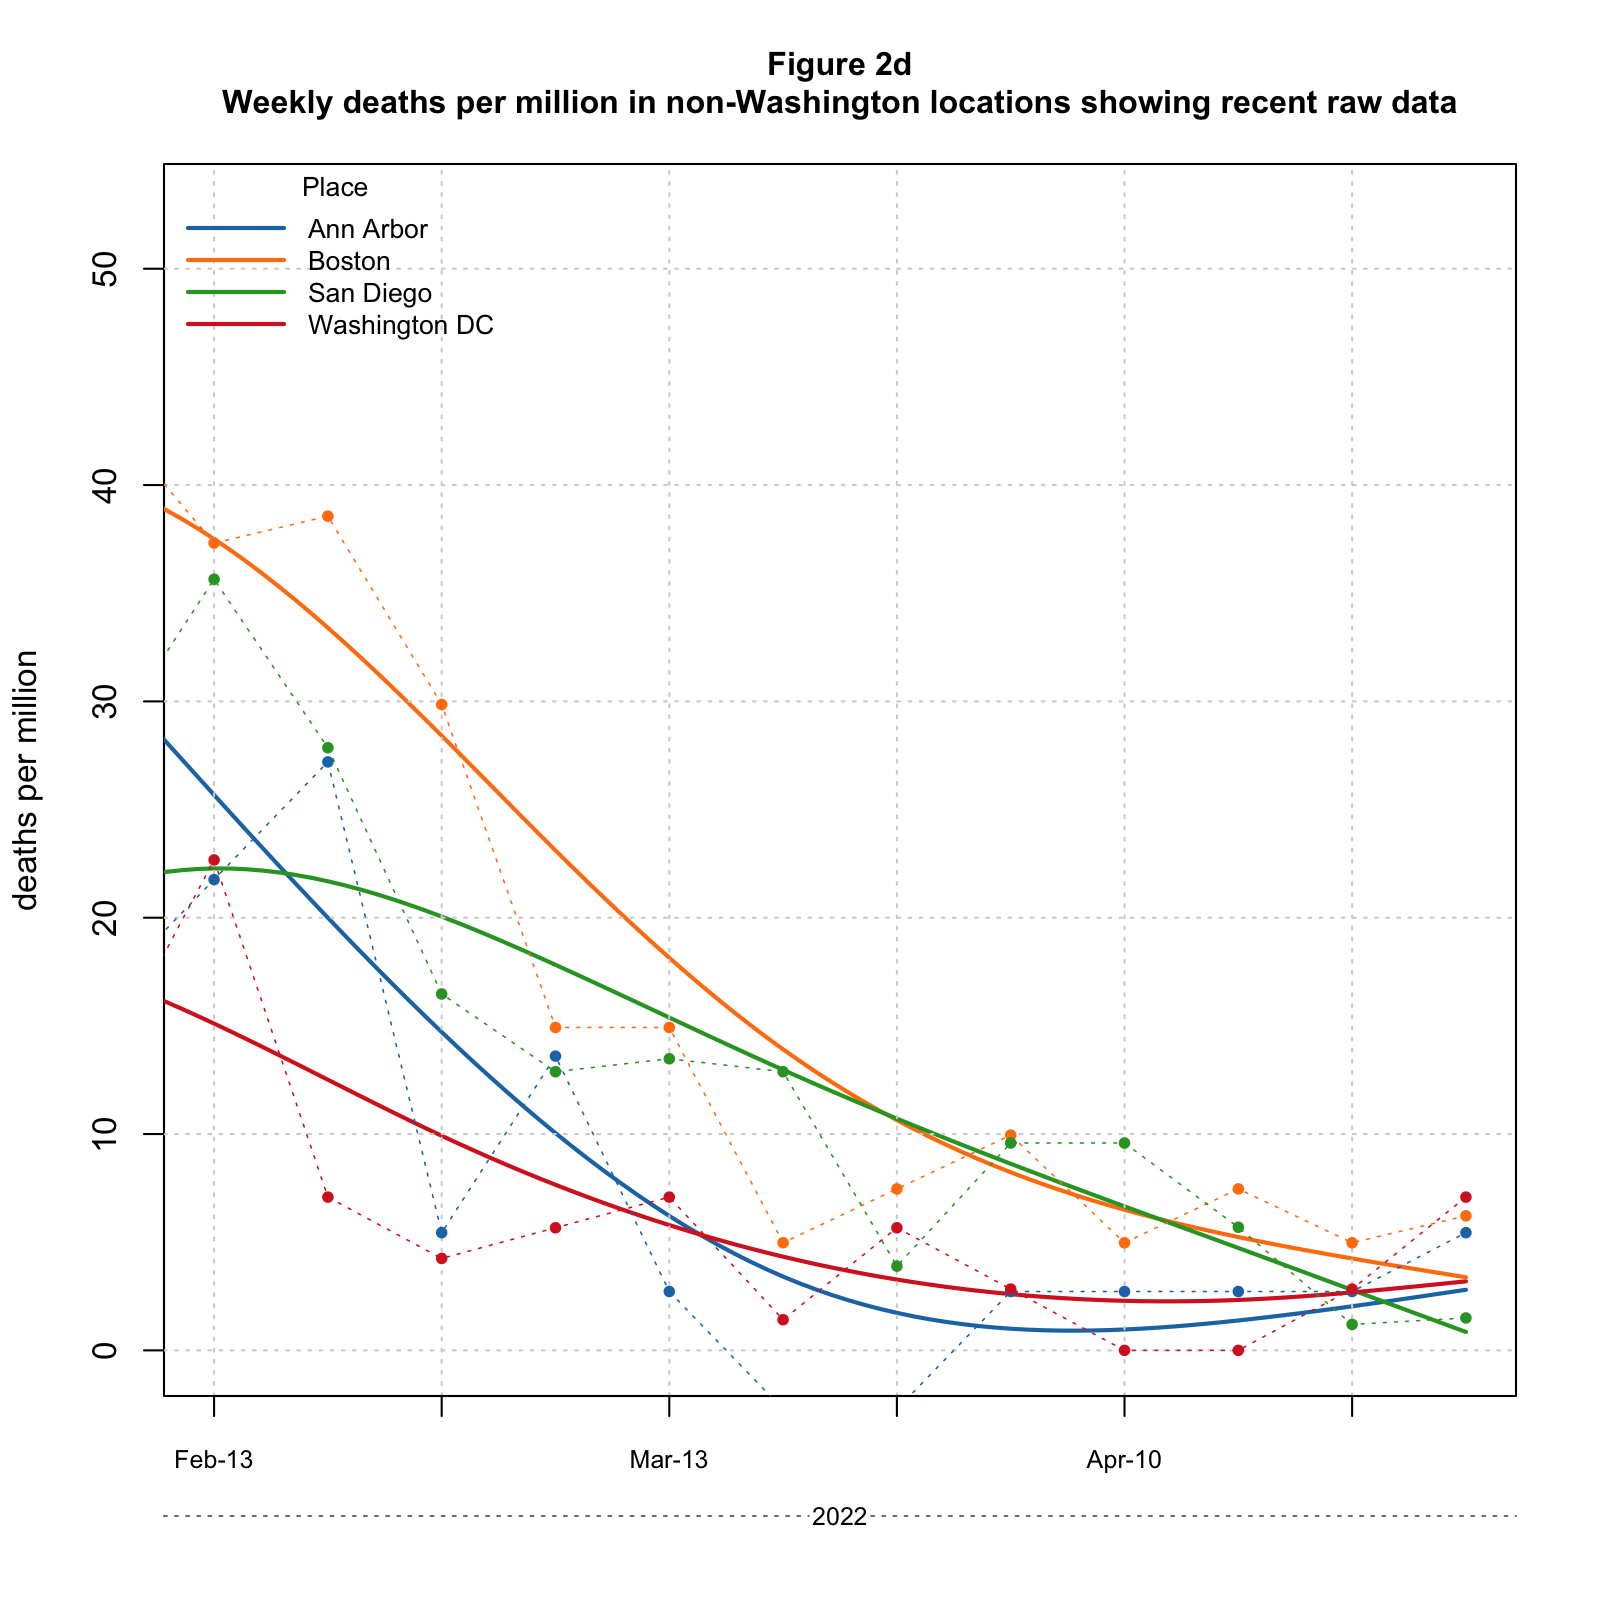 Figure 2d
Weekly deaths per million in non-Washington locations showing recent raw data
Place
Ann Arbor
Boston
San Diego
Washington DC
deaths per million
50
40
30
20
10
0
Feb-13
Mar-13
Apr-10
2022